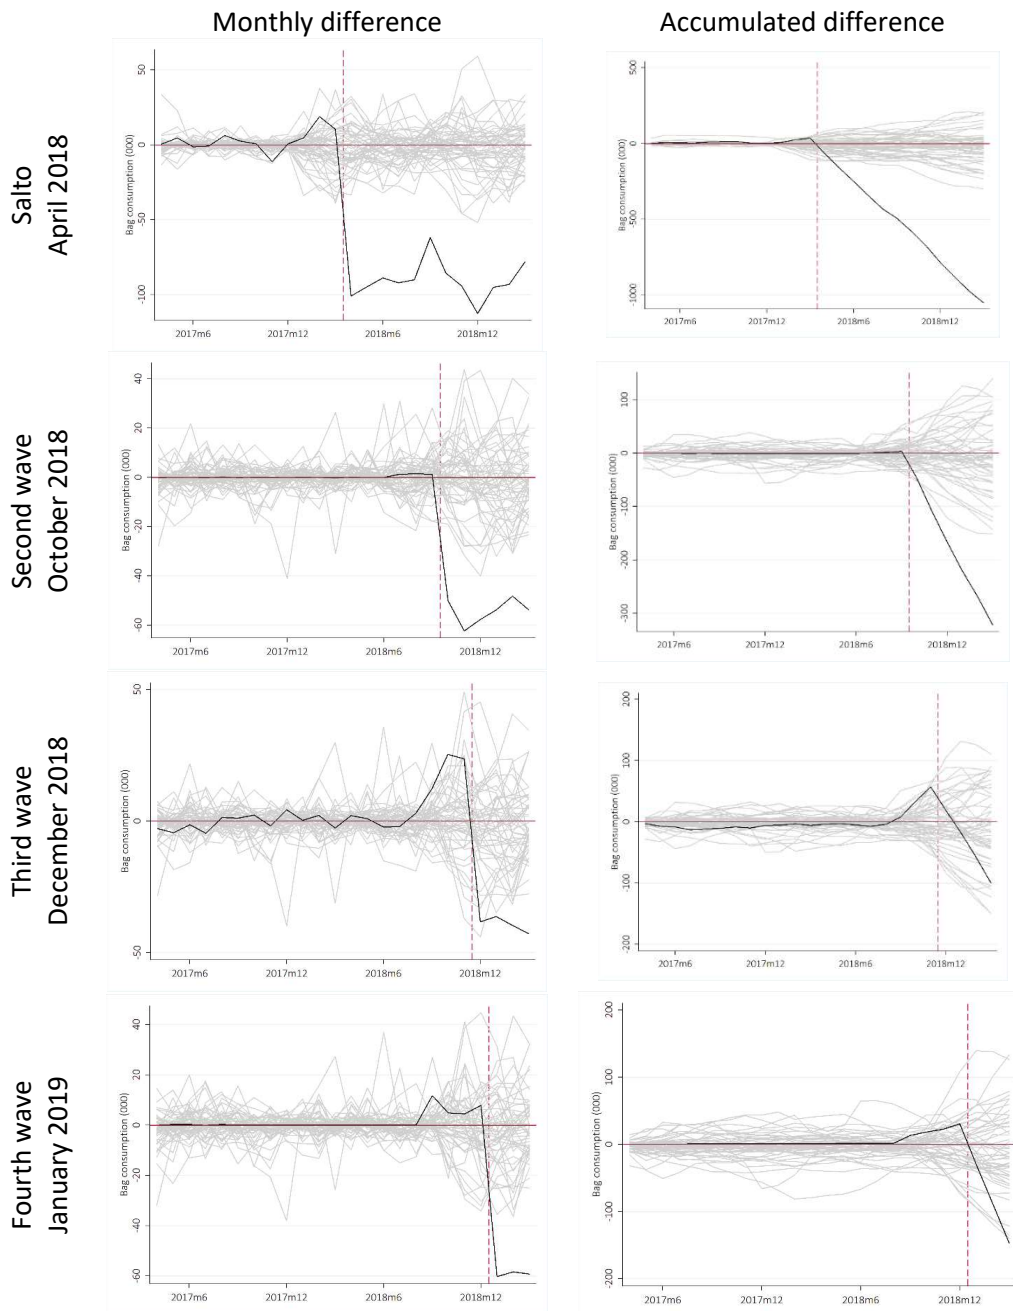 Monthly difference
Accumulated difference
Salto
April 2018
Bag consumption (000)
50
0
-50
-100
2017m6
2017m12
2018m6
2018m12
Bag consumption (000)
500
0
-500
-1000
2017m6
2017m12
2018m6
2018m12
Second wave
October 2018
Bag consumption (000)
40
20
0
-20
-40
-60
2017m6
2017m12
2018m6
2018m12
Bag consumption (000)
100
0
-100
-200
-300
2017m6
2017m12
2018m6
2018m12
Third wave
December 2018
Bag consumption (000)
50
0
-50
2017m6
2017m12
2018m6
2018m12
Bag consumption (000)
200
100
0
-100
-200
2017m6
2017m12
2018m6
2018m12
Fourth wave
January 2019
Bag consumption (000)
40
20
0
-20
-40
-60
2017m6
2017m12
2018m6
2018m12
Bag consumption (000)
200
100
0
-100
-200
2017m6
2017m12
2018m6
2018m12